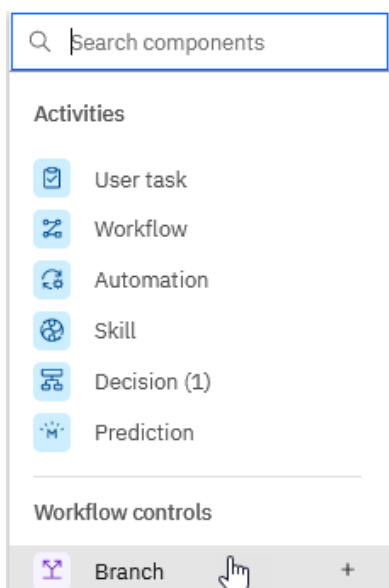 Search components
Activities
User task
Workflow
Automation
Skill
Decision (1)
Prediction
Workflow controls
Branch +